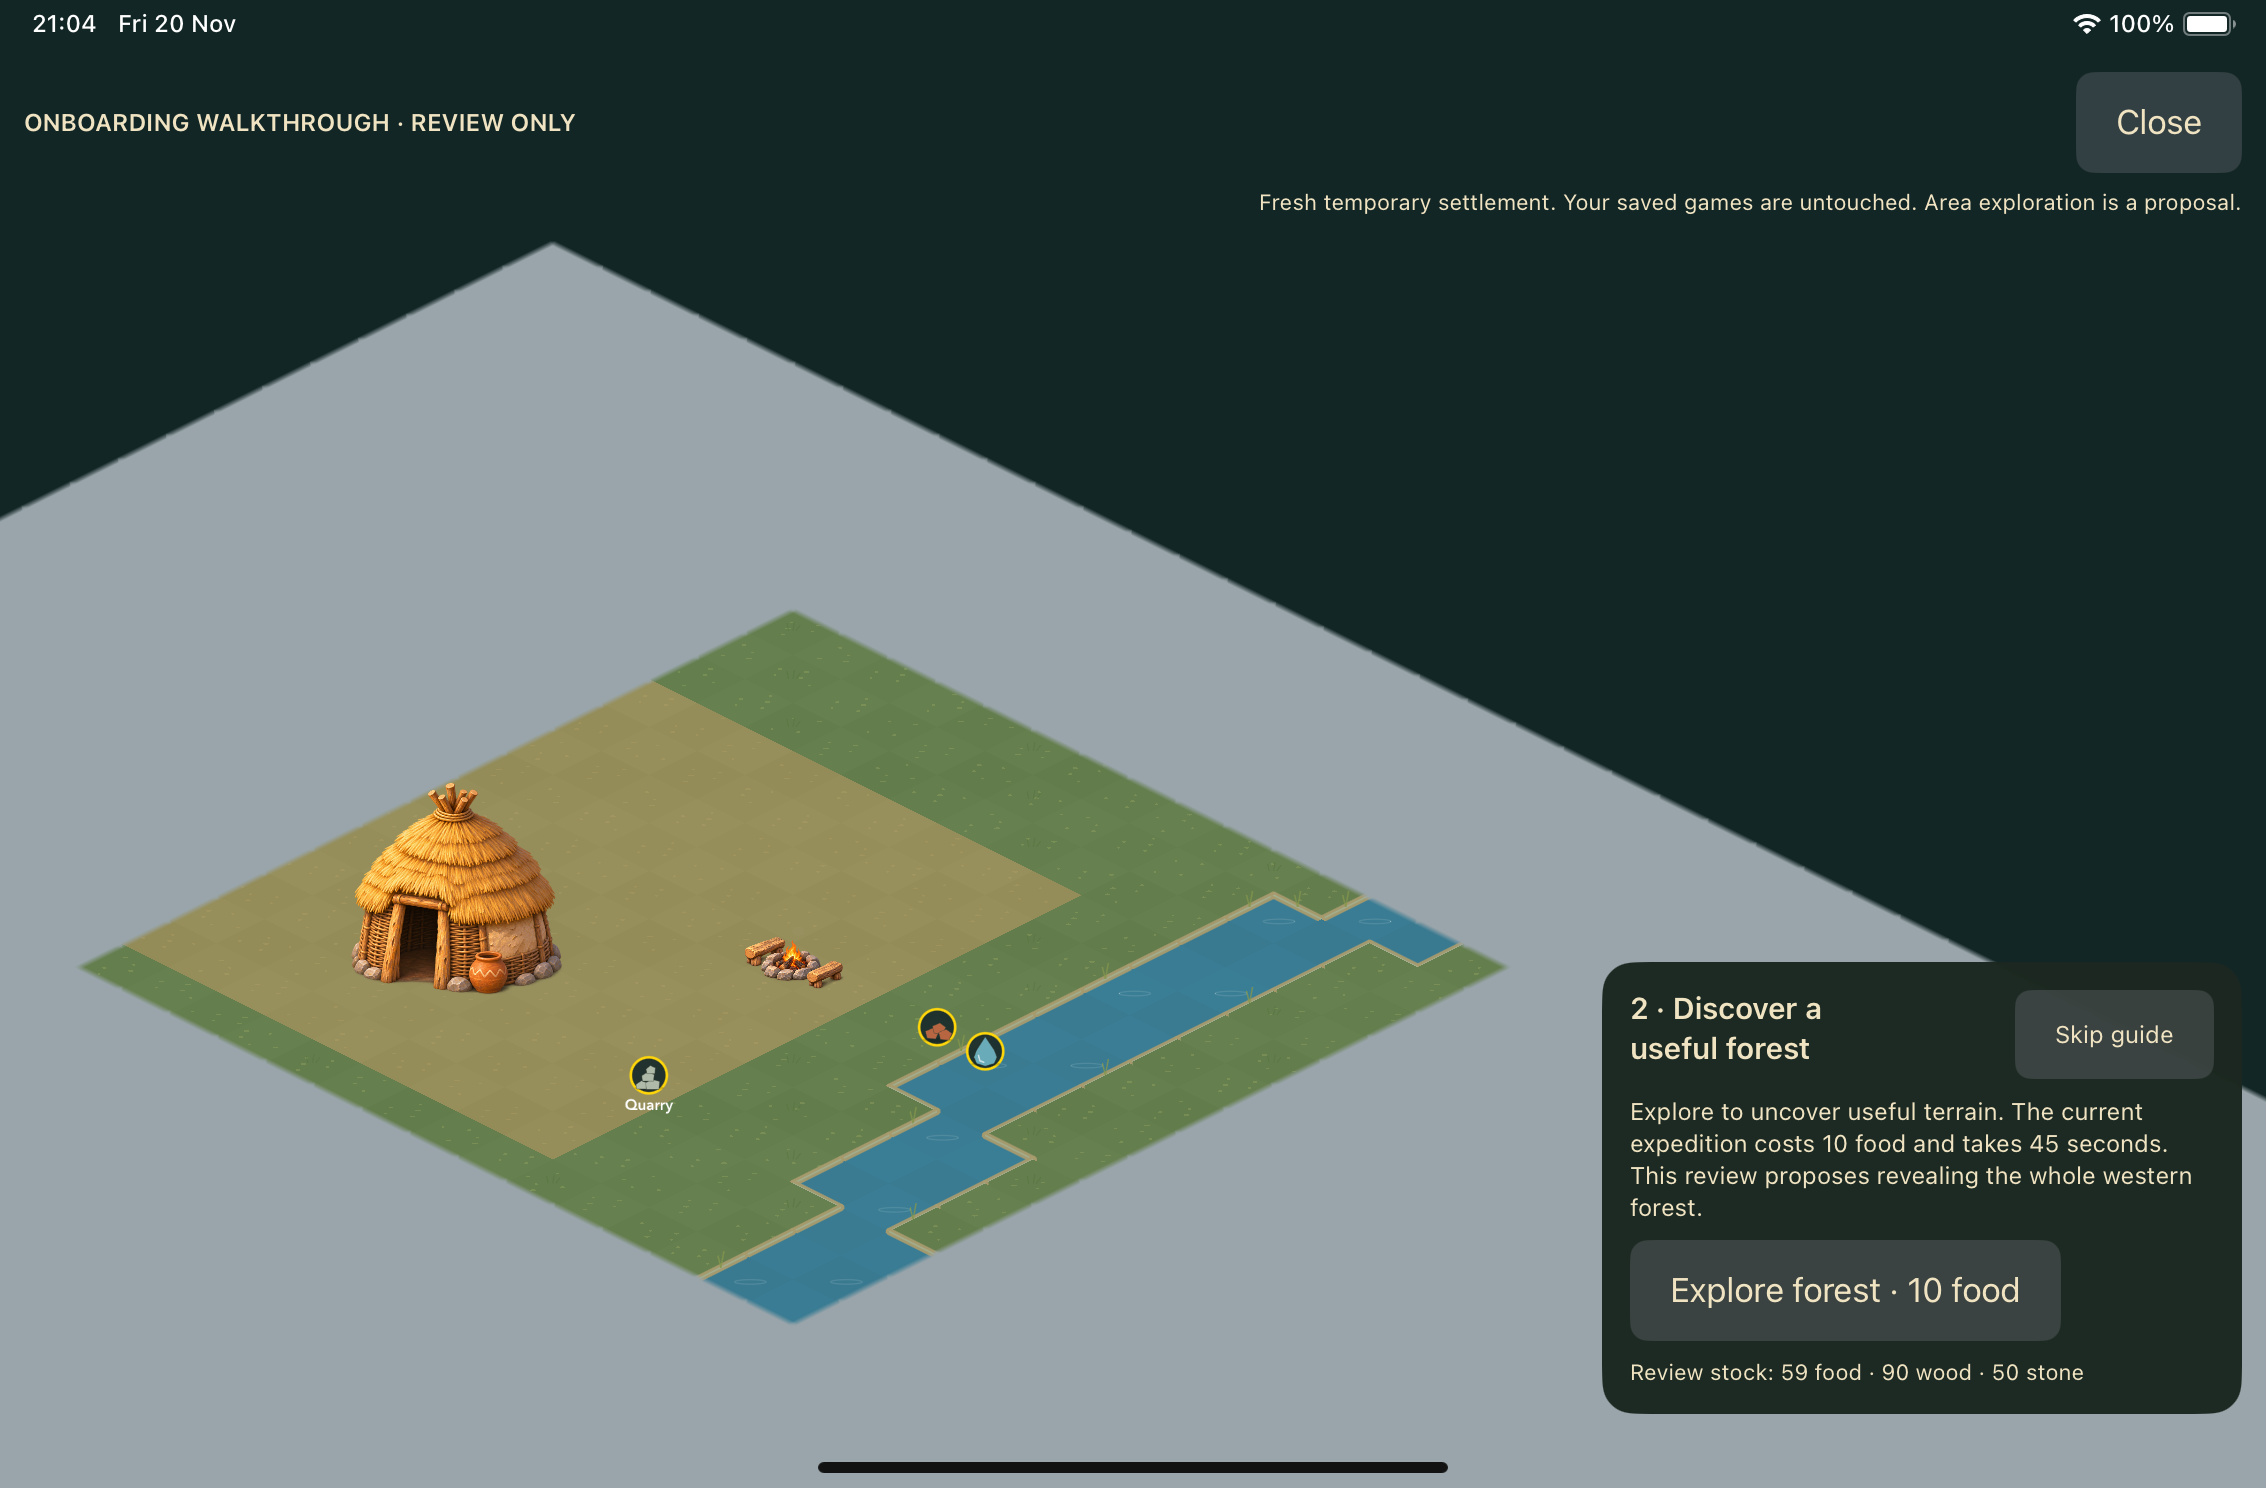 21:04 Fri 20 Nov
100%
ONBOARDING WALKTHROUGH · REVIEW ONLY
Close
Fresh temporary settlement. Your saved games are untouched. Area exploration is a proposal.
Quarry
2 · Discover a
useful forest
Skip guide
Explore to uncover useful terrain. The current
expedition costs 10 food and takes 45 seconds.
This review proposes revealing the whole western
forest.
Explore forest · 10 food
Review stock: 59 food · 90 wood · 50 stone